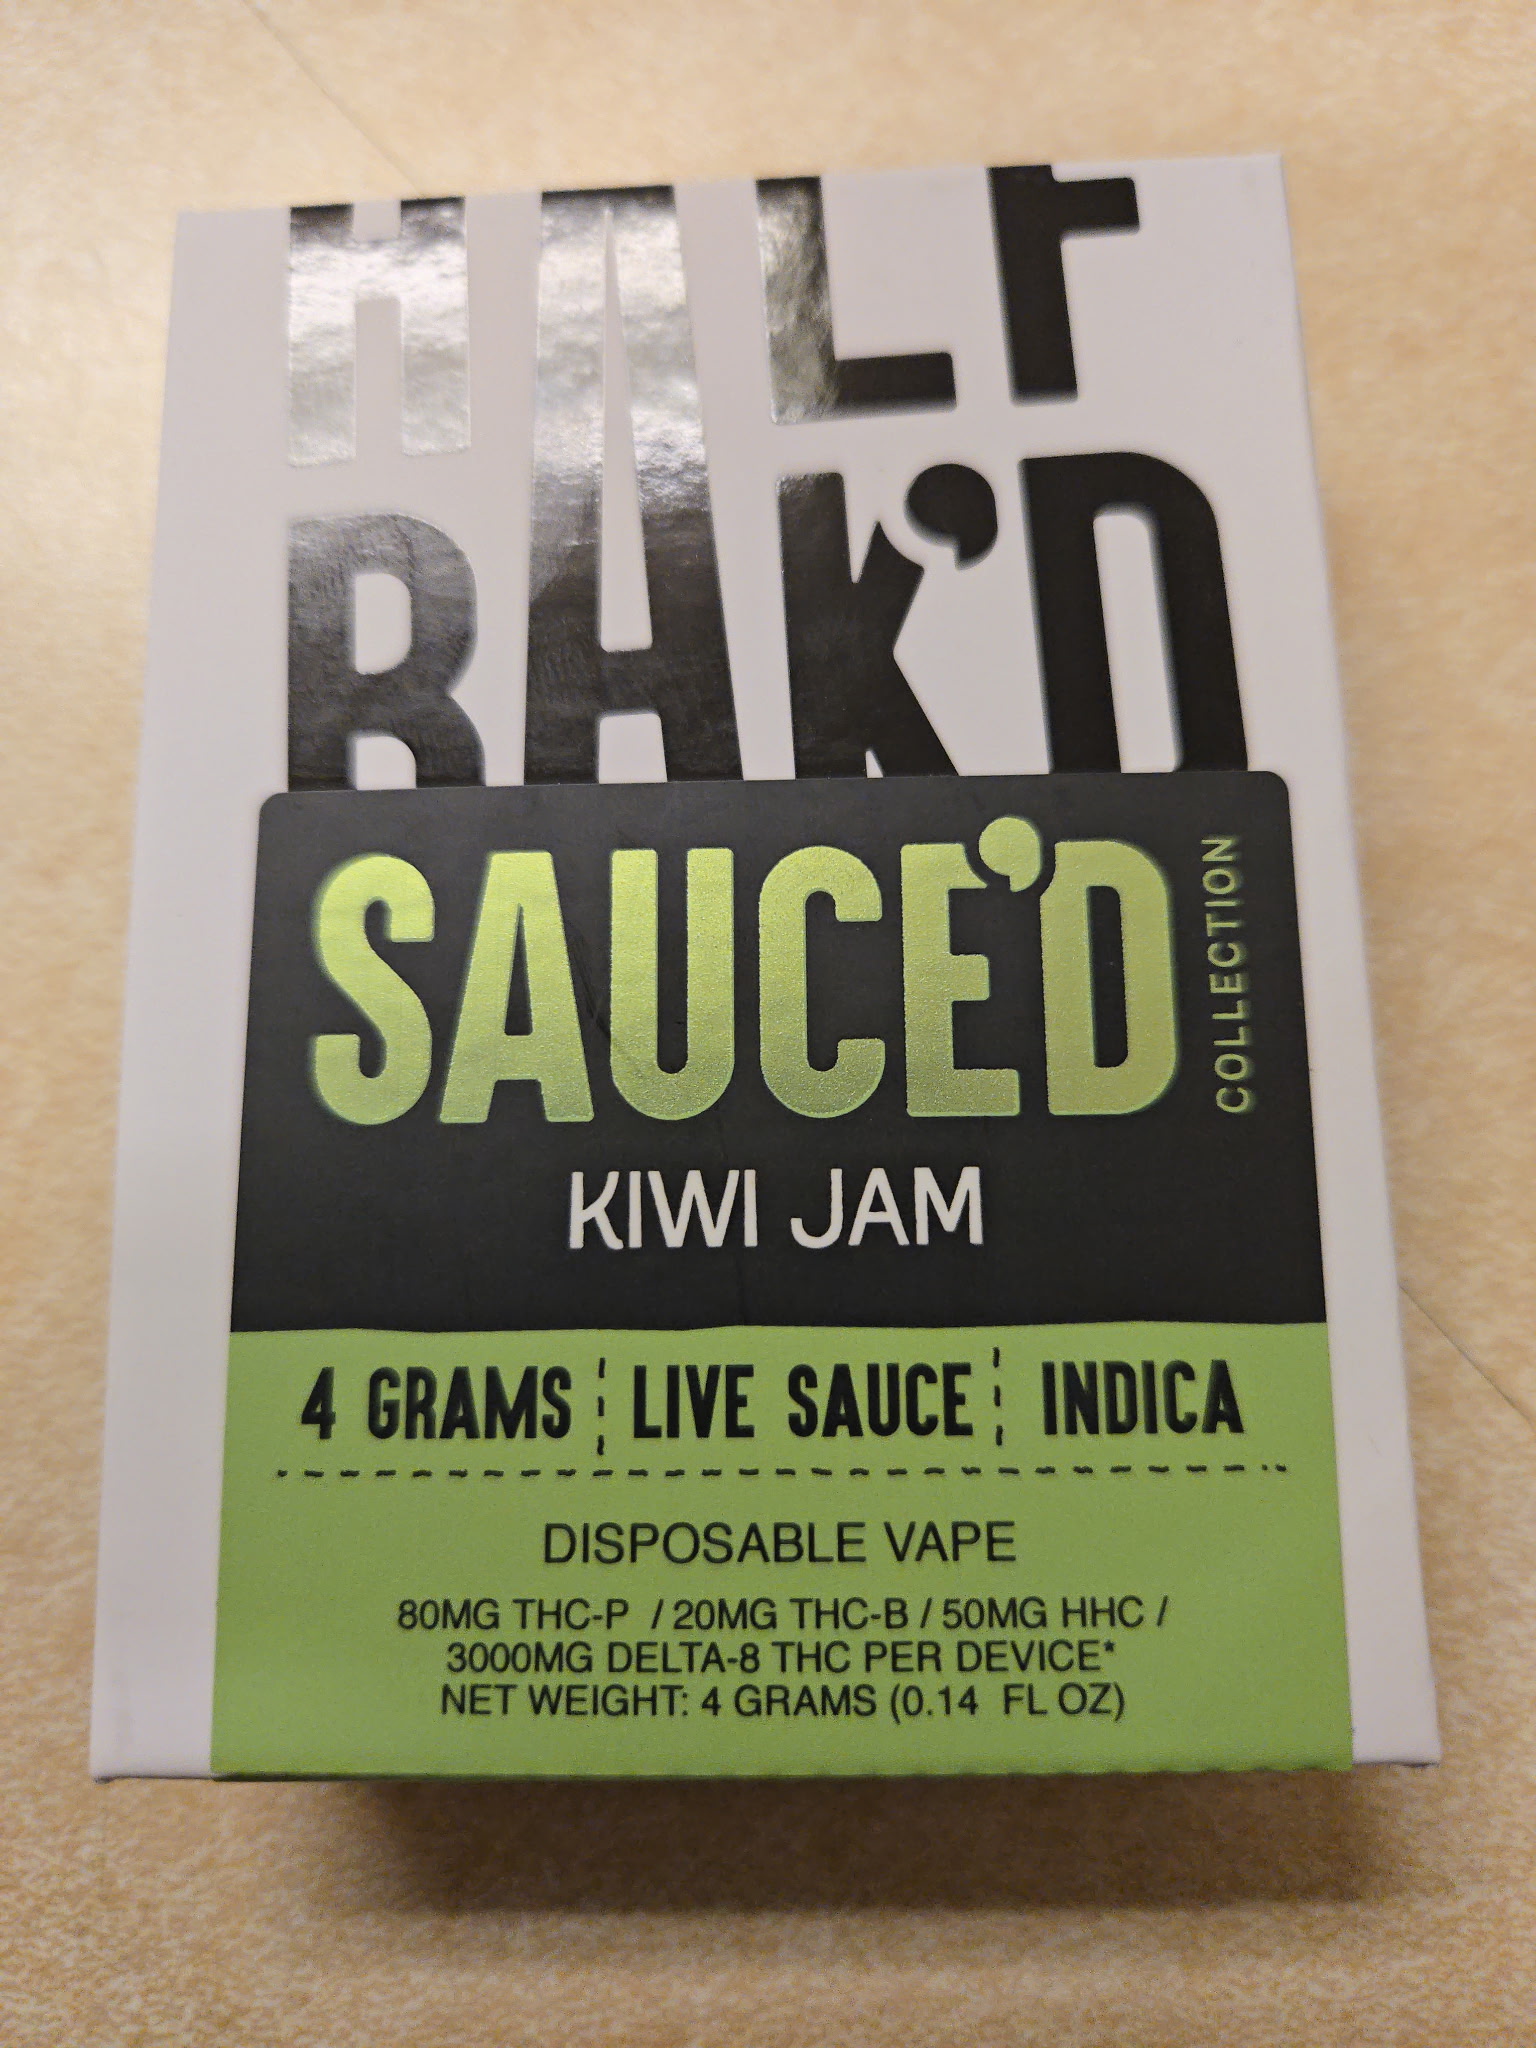 HALF
BAK'D
SAUCE'D
COLLECTION
KIWI JAM
4 GRAMS LIVE SAUCE INDICA
DISPOSABLE VAPE
80MG THC-P / 20MG THC-B / 50MG HHC /
3000MG DELTA-8 THC PER DEVICE*
NET WEIGHT: 4 GRAMS (0.14 FL OZ)